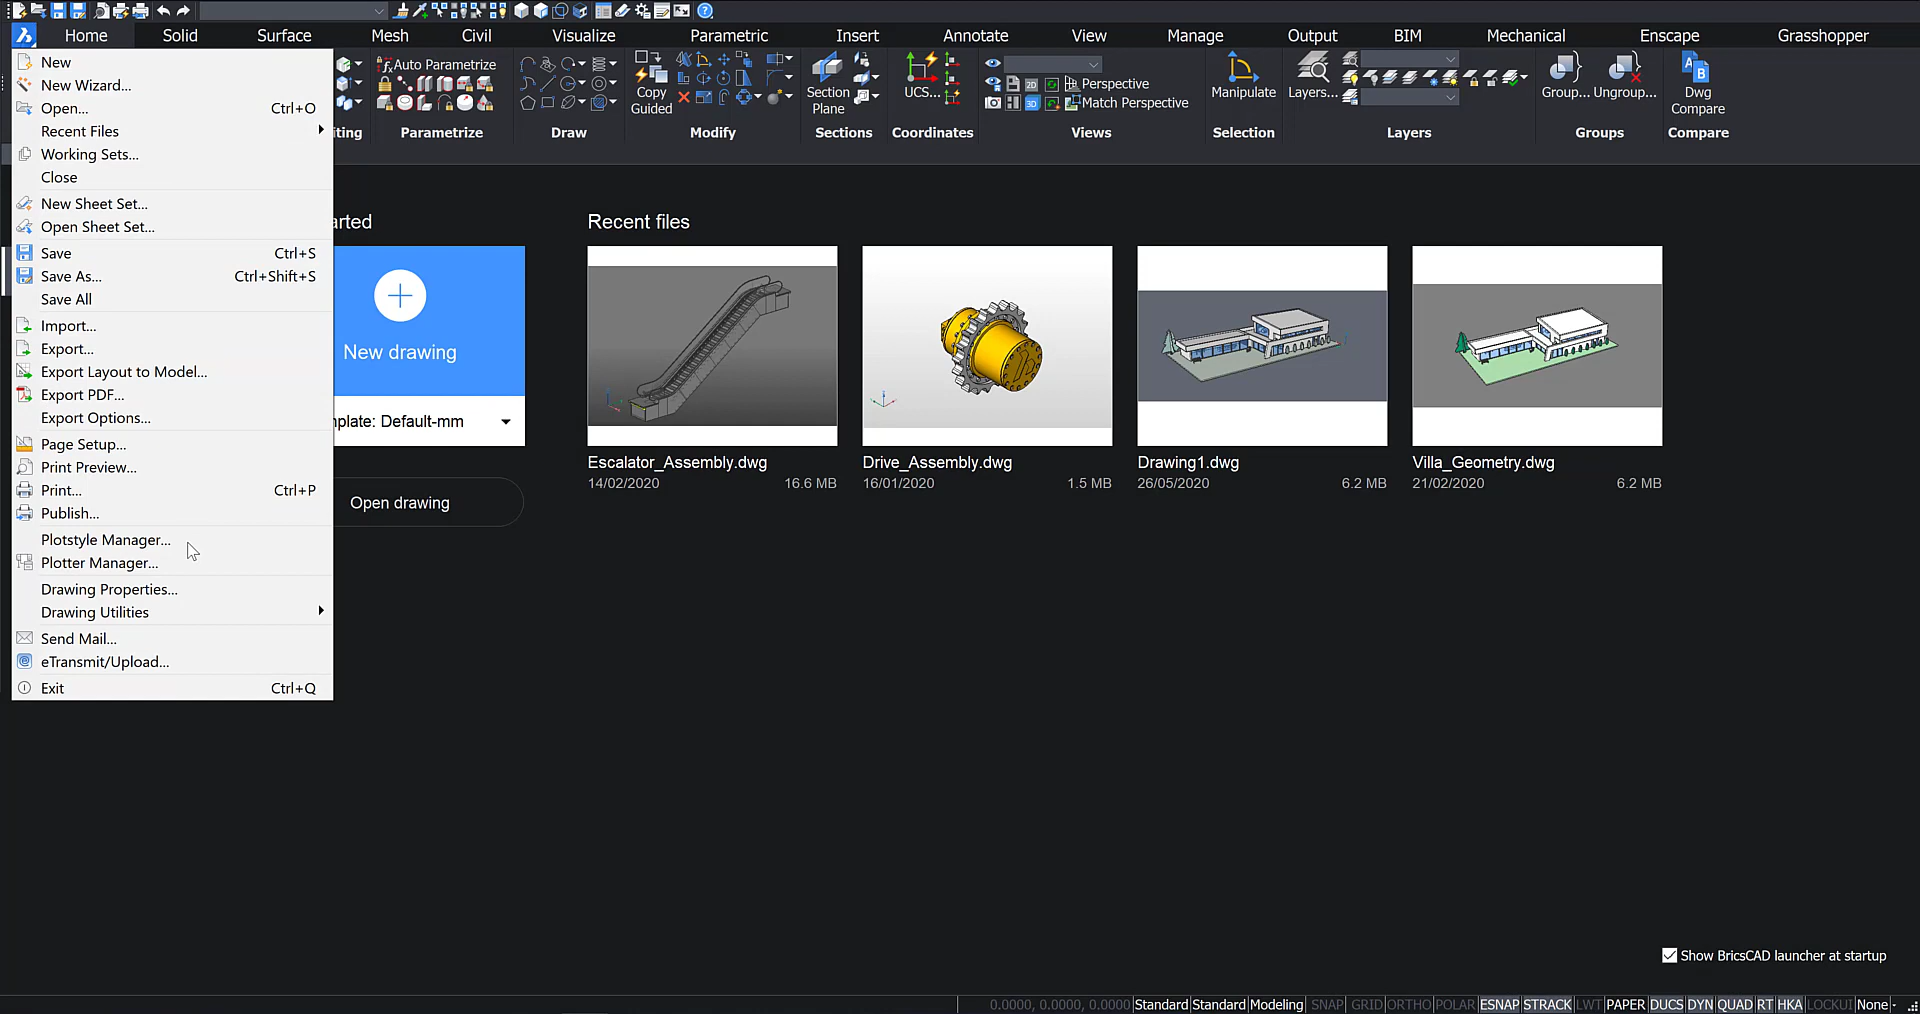 Home Solid Surface Mesh Civil Visualize Parametric Insert Annotate View Manage Output BIM Mechanical Enscape Grasshopper
New
New Wizard...
Open... Ctrl+O
Recent Files
Working Sets...
Close
New Sheet Set...
Open Sheet Set...
Save Ctrl+S
Save As... Ctrl+Shift+S
Save All
Import...
Export...
Export Layout to Model...
Export PDF...
Export Options...
Page Setup...
Print Preview...
Print... Ctrl+P
Publish...
Plotstyle Manager...
Plotter Manager...
Drawing Properties...
Drawing Utilities
Send Mail...
eTransmit/Upload...
Exit Ctrl+Q
iting
Auto Parametrize
Parametrize
Draw
Copy
Guided
Modify
Section
Plane
Sections
UCS...
Coordinates
2D
3D
Perspective
Match Perspective
Views
Manipulate
Selection
Layers...
Layers
Group... Ungroup...
Groups
A
B
Dwg
Compare
Compare
arted
New drawing
nplate: Default-mm
Open drawing
Recent files
Escalator_Assembly.dwg
14/02/2020 16.6 MB
Drive_Assembly.dwg
16/01/2020 1.5 MB
Drawing1.dwg
26/05/2020 6.2 MB
Villa_Geometry.dwg
21/02/2020 6.2 MB
Show BricsCAD launcher at startup
0.0000, 0.0000, 0.0000 Standard Standard Modeling SNAP GRID ORTHO POLAR ESNAP STRACK LWT PAPER DUCS DYN QUAD RT HKA LOCKUI None